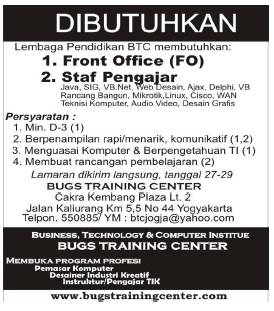 DIBUTUHKAN
Lembaga Pendidikan BTC membutuhkan:
1. Front Office (FO)
2. Staf Pengajar
Java, SIG, VB.Net, Web Desain, Ajax, Delphi, VB
Rancang Bangun, Mikrotik,Linux, Cisco, WAN
Teknisi Komputer, Audio Video, Desain Grafis
Persyaratan :
1. Min. D-3 (1)
2. Berpenampilan rapi/menarik, komunikatif (1,2)
3. Menguasai Komputer & Berpengetahuan TI (1)
4. Membuat rancangan pembelajaran (2)
Lamaran dikirim langsung, tanggal 27-29
BUGS TRAINING CENTER
Cakra Kembang Plaza Lt. 2
Jalan Kaliurang Km 5,5 No 44 Yogyakarta
Telpon. 550885/ YM : btcjogja@yahoo.com
BUSINESS, TECHNOLOGY & COMPUTER INSTITUE
BUGS TRAINING CENTER
MEMBUKA PROGRAM PROFESI
Pemasar Komputer
Desainer Industri Kreatif
Instruktur/Pengajar TIK
www.bugstrainingcenter.com